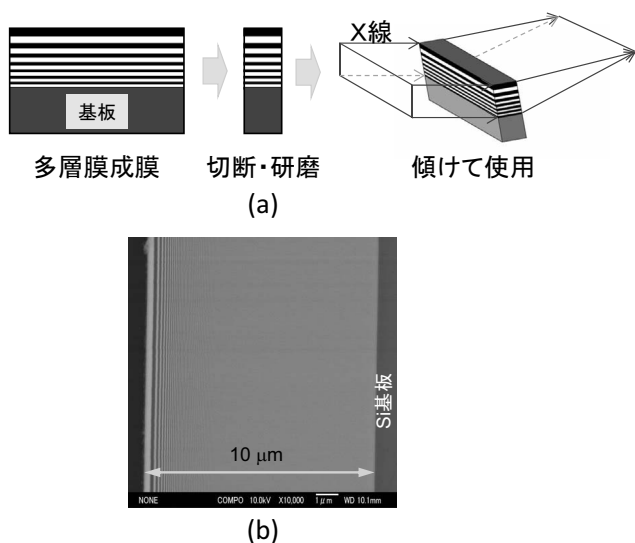 X線
基板
多層膜成膜
切断・研磨
傾けて使用
(a)
Si基板
10 μm
NONE COMPO 10.0kV X10,000 1μm WD 10.1mm
(b)